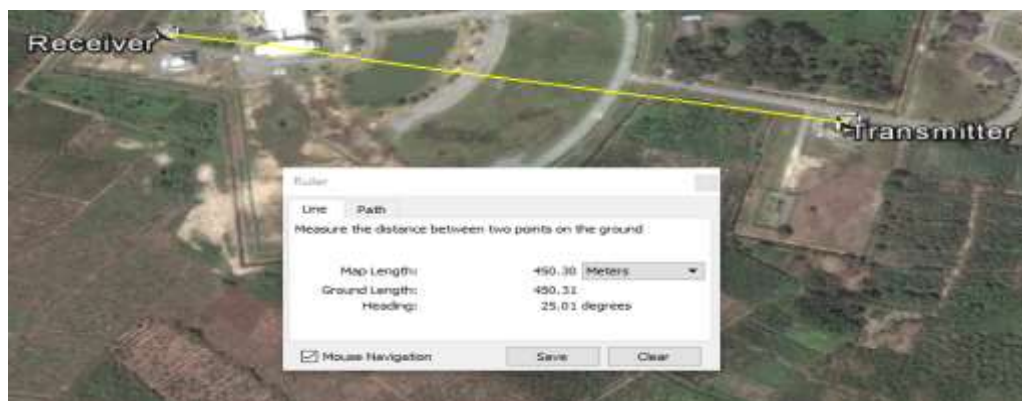 Receiver
Transmitter
Ruler
Line Path
Measure the distance between two points on the ground
Map Length: 450.30 Meters
Ground Length: 450.31
Heading: 25.01 degrees
Mouse Navigation Save Clear